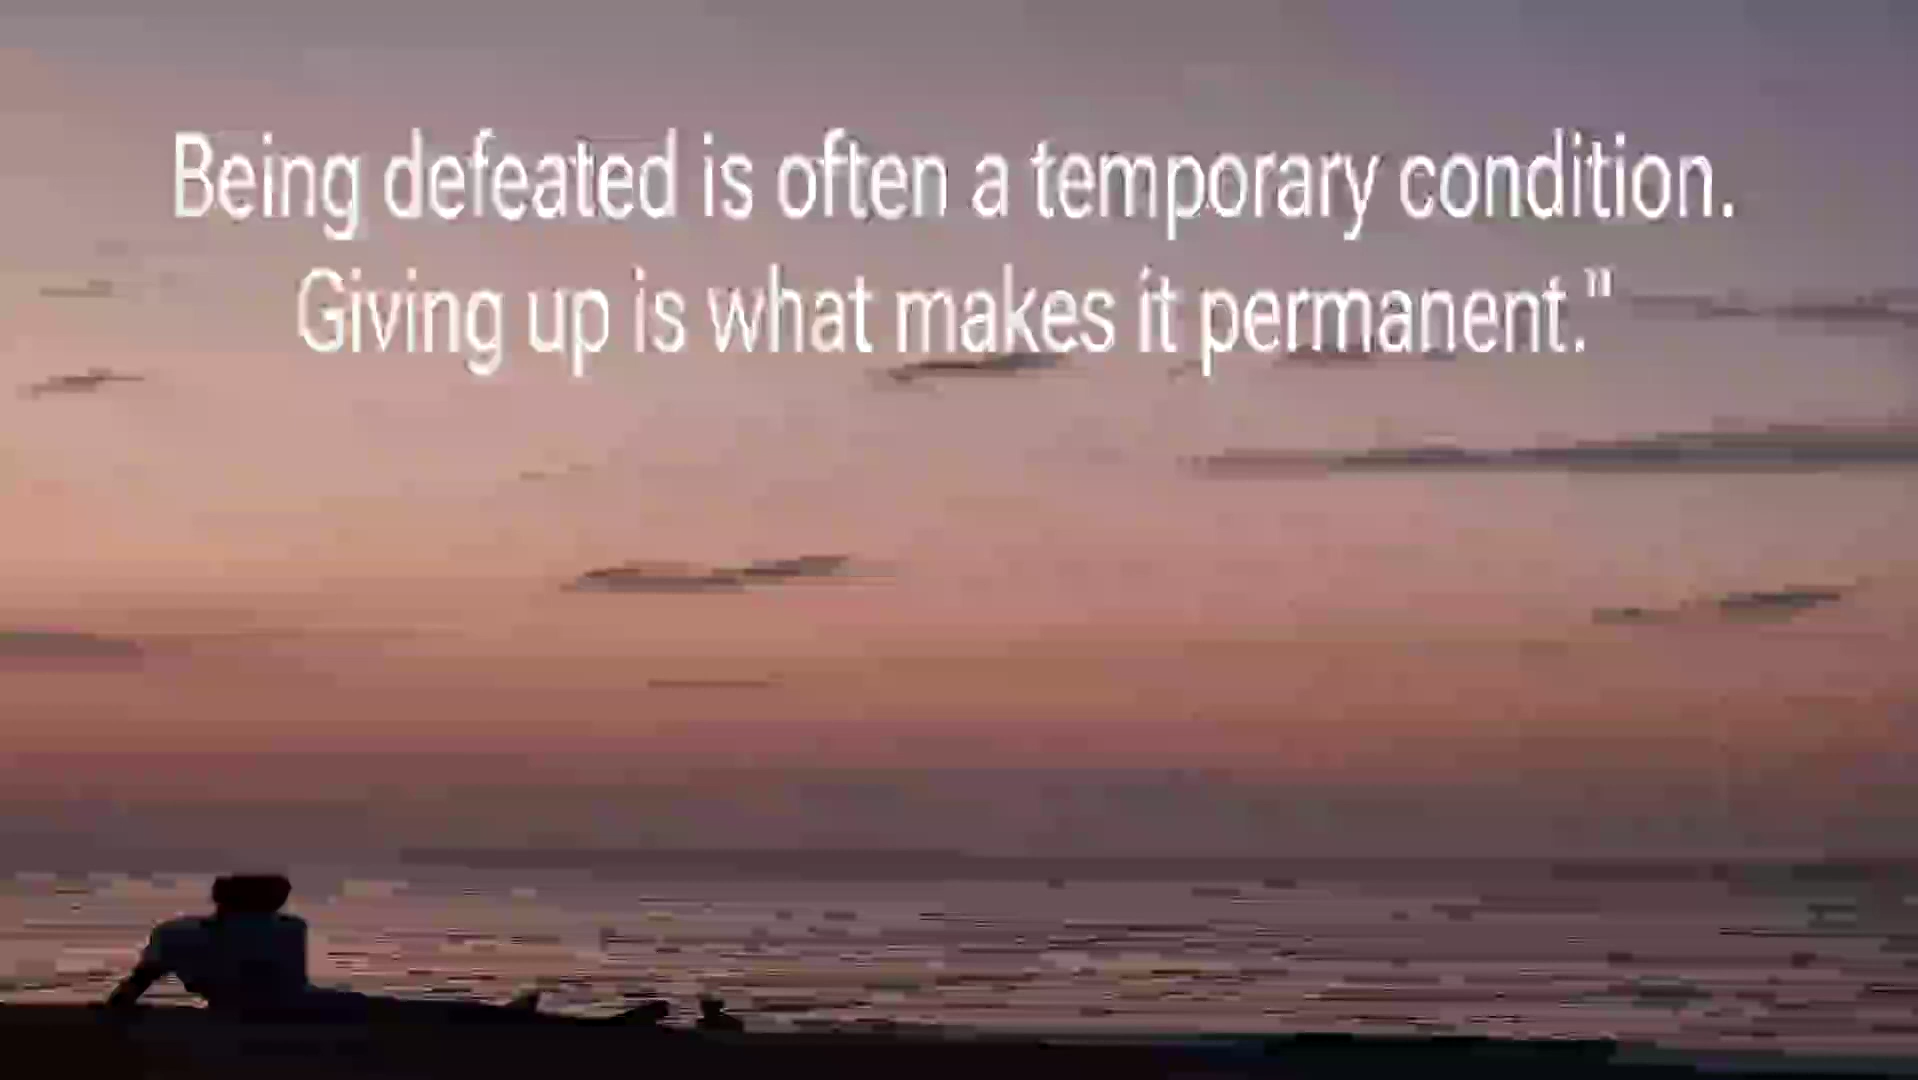 Being defeated is often a temporary condition.
Giving up is what makes it permanent."